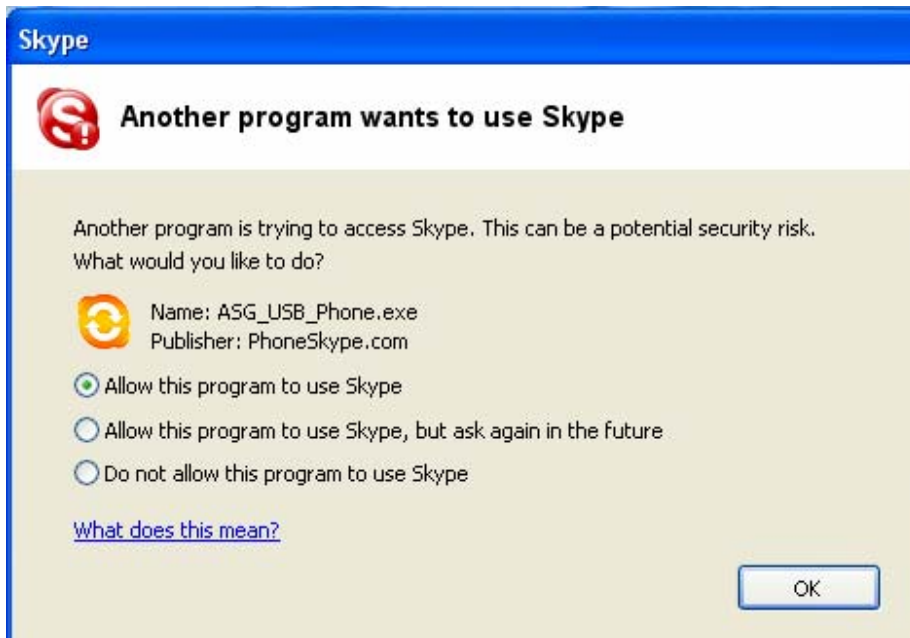 Skype
Another program wants to use Skype
Another program is trying to access Skype. This can be a potential security risk.
What would you like to do?
Name: ASG_USB_Phone.exe
Publisher: PhoneSkype.com
Allow this program to use Skype
Allow this program to use Skype, but ask again in the future
Do not allow this program to use Skype
What does this mean?
OK